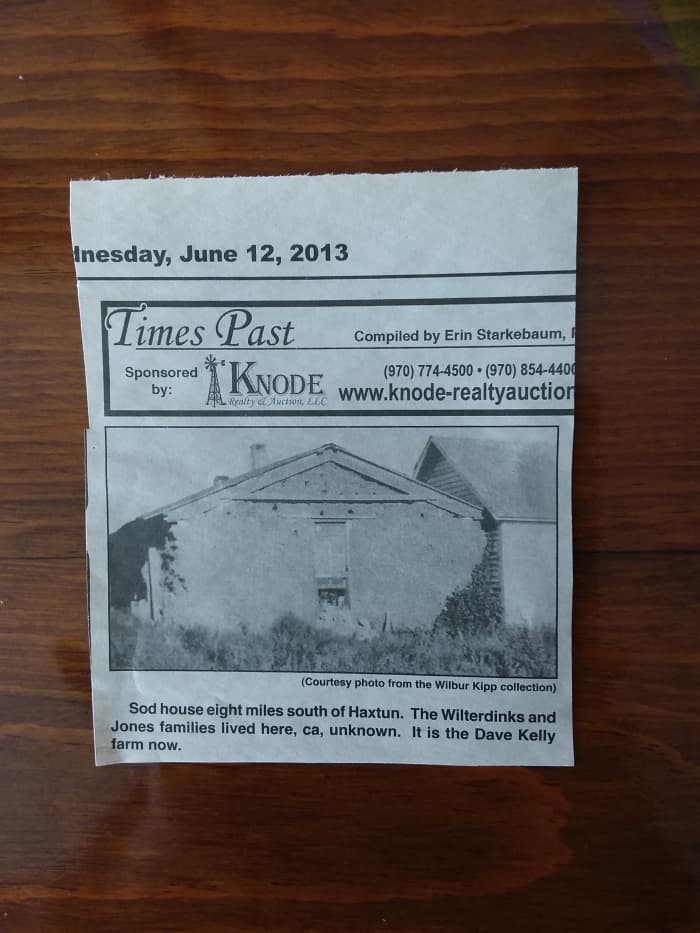 dnesday, June 12, 2013
Times Past
Compiled by Erin Starkebaum,
Sponsored by:
KNODE
Realty & Auction, LLC
(970) 774-4500 • (970) 854-4400
www.knode-realtyauction
(Courtesy photo from the Wilbur Kipp collection)
Sod house eight miles south of Haxtun. The Wilterdinks and
Jones families lived here, ca, unknown. It is the Dave Kelly
farm now.